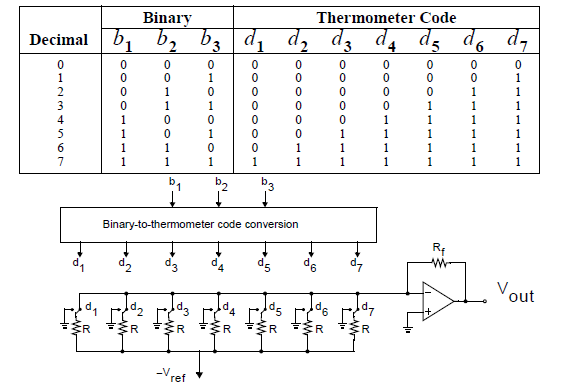 Binary Thermometer Code
Decimal b1 b2 b3 d1 d2 d3 d4 d5 d6 d7
0 0 0 0 0 0 0 0 0 0 0
1 0 0 1 0 0 0 0 0 0 1
2 0 1 0 0 0 0 0 0 1 1
3 0 1 1 0 0 0 0 1 1 1
4 1 0 0 0 0 0 1 1 1 1
5 1 0 1 0 0 1 1 1 1 1
6 1 1 0 0 1 1 1 1 1 1
7 1 1 1 1 1 1 1 1 1 1
b1 b2 b3
Binary-to-thermometer code conversion
d1 d2 d3 d4 d5 d6 d7
Rf
Vout
d1 d2 d3 d4 d5 d6 d7
R R R R R R R
− +
−Vref